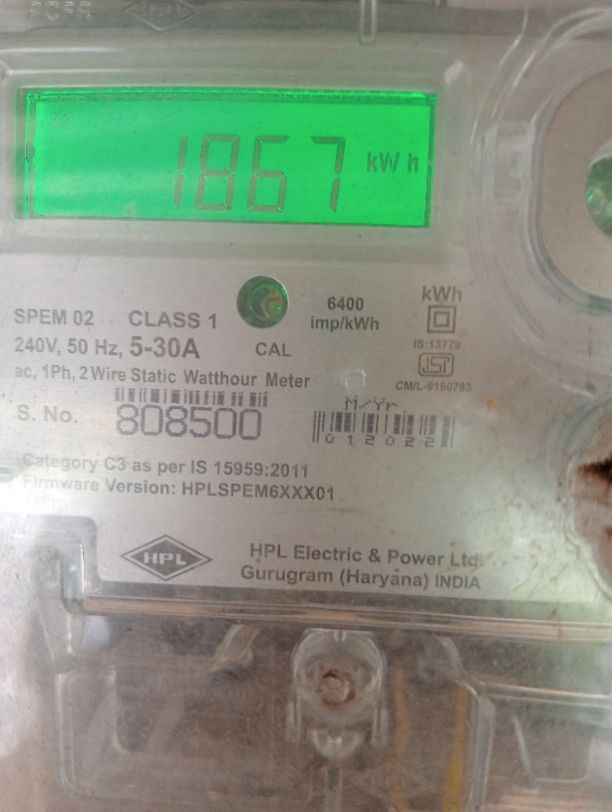 1867 kWh
kWh
SPEM 02 CLASS 1
6400
imp/kWh
240V, 50 Hz, 5-30A
CAL
IS:13779
ac, 1Ph, 2 Wire Static Watthour Meter
CM/L-9190783
M/Yr.
S. No. 808500
012022
Category C3 as per IS 15959:2011
Firmware Version: HPLSPEM6XXX01
HPL
HPL Electric & Power Ltd.
Gurugram (Haryana) INDIA